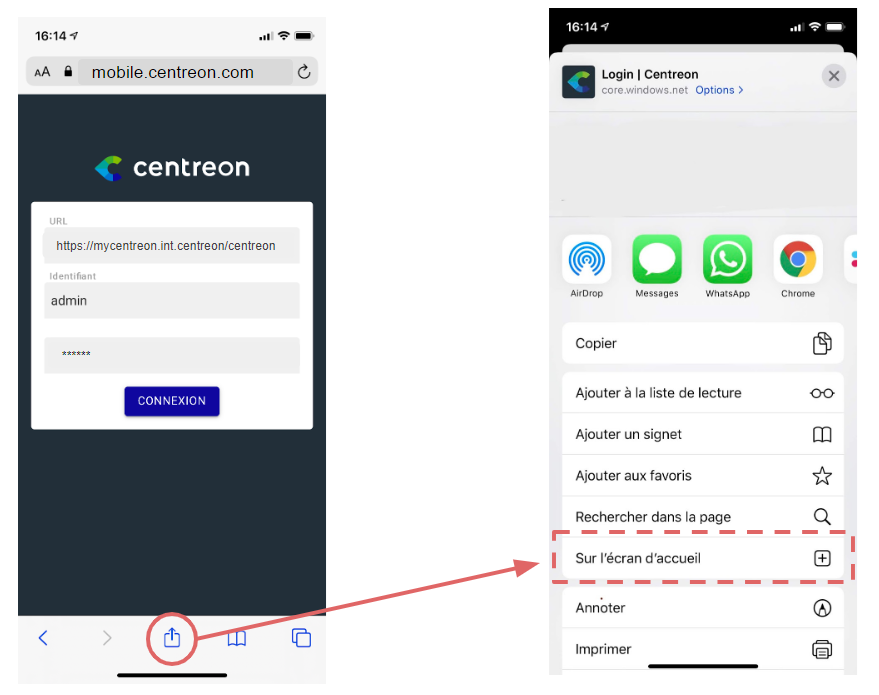 16:14
AA
mobile.centreon.com
centreon
URL
https://mycentreon.int.centreon/centreon
Identifiant
admin
******
CONNEXION
16:14
Login | Centreon
core.windows.net Options >
AirDrop
Messages
WhatsApp
Chrome
Copier
Ajouter à la liste de lecture
Ajouter un signet
Ajouter aux favoris
Rechercher dans la page
Sur l'écran d'accueil
Annoter
Imprimer